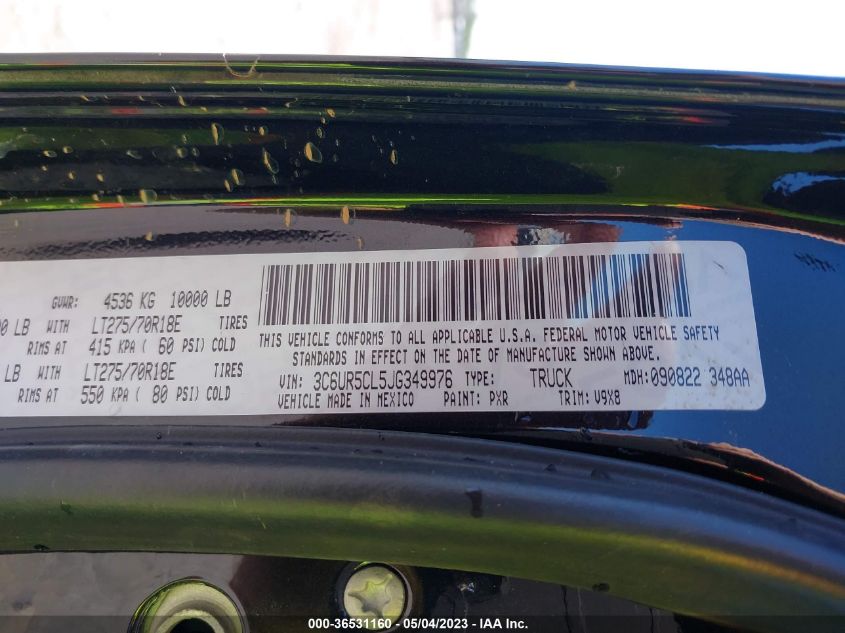 GVWR: 4536 KG 10000 LB
LB WITH LT275/70R18E TIRES
RIMS AT 415 KPA ( 60 PSI) COLD
LB WITH LT275/70R18E TIRES
RIMS AT 550 KPA ( 80 PSI) COLD
THIS VEHICLE CONFORMS TO ALL APPLICABLE U.S.A. FEDERAL MOTOR VEHICLE SAFETY
STANDARDS IN EFFECT ON THE DATE OF MANUFACTURE SHOWN ABOVE.
VIN: 3C6UR5CL5JG349976 TYPE: TRUCK MDH: 090822 348AA
VEHICLE MADE IN MEXICO PAINT: PXR TRIM: V9X8
000-36531160 - 05/04/2023 - IAA Inc.